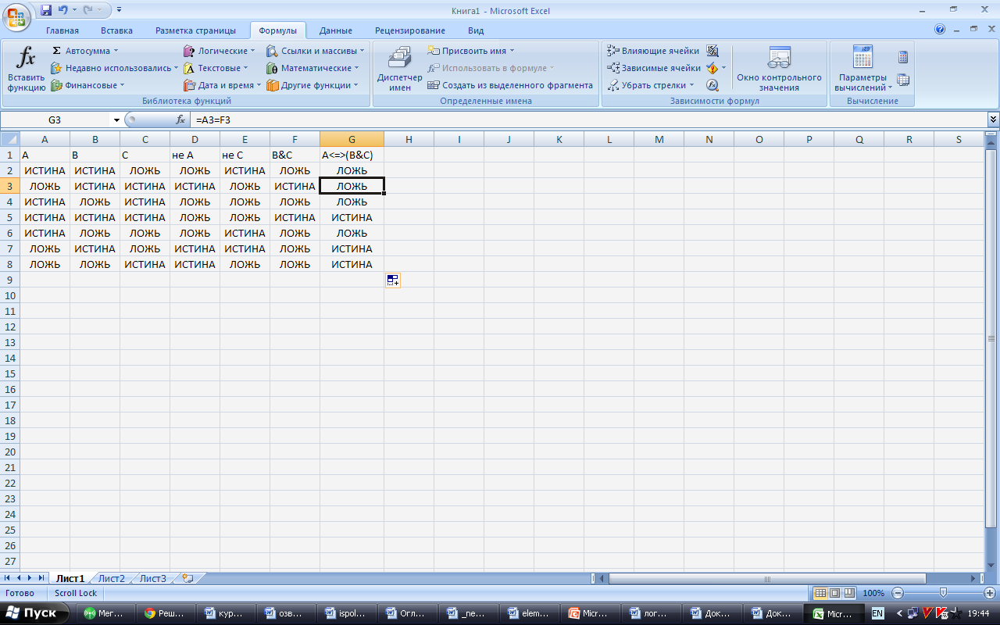 Книга1 - Microsoft Excel
Главная Вставка Разметка страницы Формулы Данные Рецензирование Вид
fx Σ Автосумма Логические Ссылки и массивы Присвоить имя Влияющие ячейки
Вставить функцию Недавно использовались Текстовые Математические Диспетчер имен Использовать в формуле Зависимые ячейки Окно контрольного значения Параметры вычислений
Финансовые Дата и время Другие функции Создать из выделенного фрагмента Убрать стрелки
Библиотека функций Определенные имена Зависимости формул Вычисление
G3 fx =A3=F3
A B C D E F G H I J K L M N O P Q R S
1 A B C не A не C B&C A<=>(B&C)
2 ИСТИНА ИСТИНА ЛОЖЬ ЛОЖЬ ИСТИНА ЛОЖЬ ЛОЖЬ
3 ЛОЖЬ ИСТИНА ИСТИНА ИСТИНА ЛОЖЬ ИСТИНА ЛОЖЬ
4 ИСТИНА ЛОЖЬ ИСТИНА ЛОЖЬ ЛОЖЬ ЛОЖЬ ЛОЖЬ
5 ИСТИНА ИСТИНА ИСТИНА ЛОЖЬ ЛОЖЬ ИСТИНА ИСТИНА
6 ИСТИНА ЛОЖЬ ЛОЖЬ ЛОЖЬ ИСТИНА ЛОЖЬ ЛОЖЬ
7 ЛОЖЬ ИСТИНА ЛОЖЬ ИСТИНА ИСТИНА ЛОЖЬ ИСТИНА
8 ЛОЖЬ ЛОЖЬ ИСТИНА ИСТИНА ЛОЖЬ ЛОЖЬ ИСТИНА
9
10
11
12
13
14
15
16
17
18
19
20
21
22
23
24
25
26
27
Лист1 Лист2 Лист3
Готово Scroll Lock 100%
Пуск Мег... Реш... кур... озв... ispol... Огл... _ne... elem... Micr... лог... Док... Док... Micr... EN 19:44